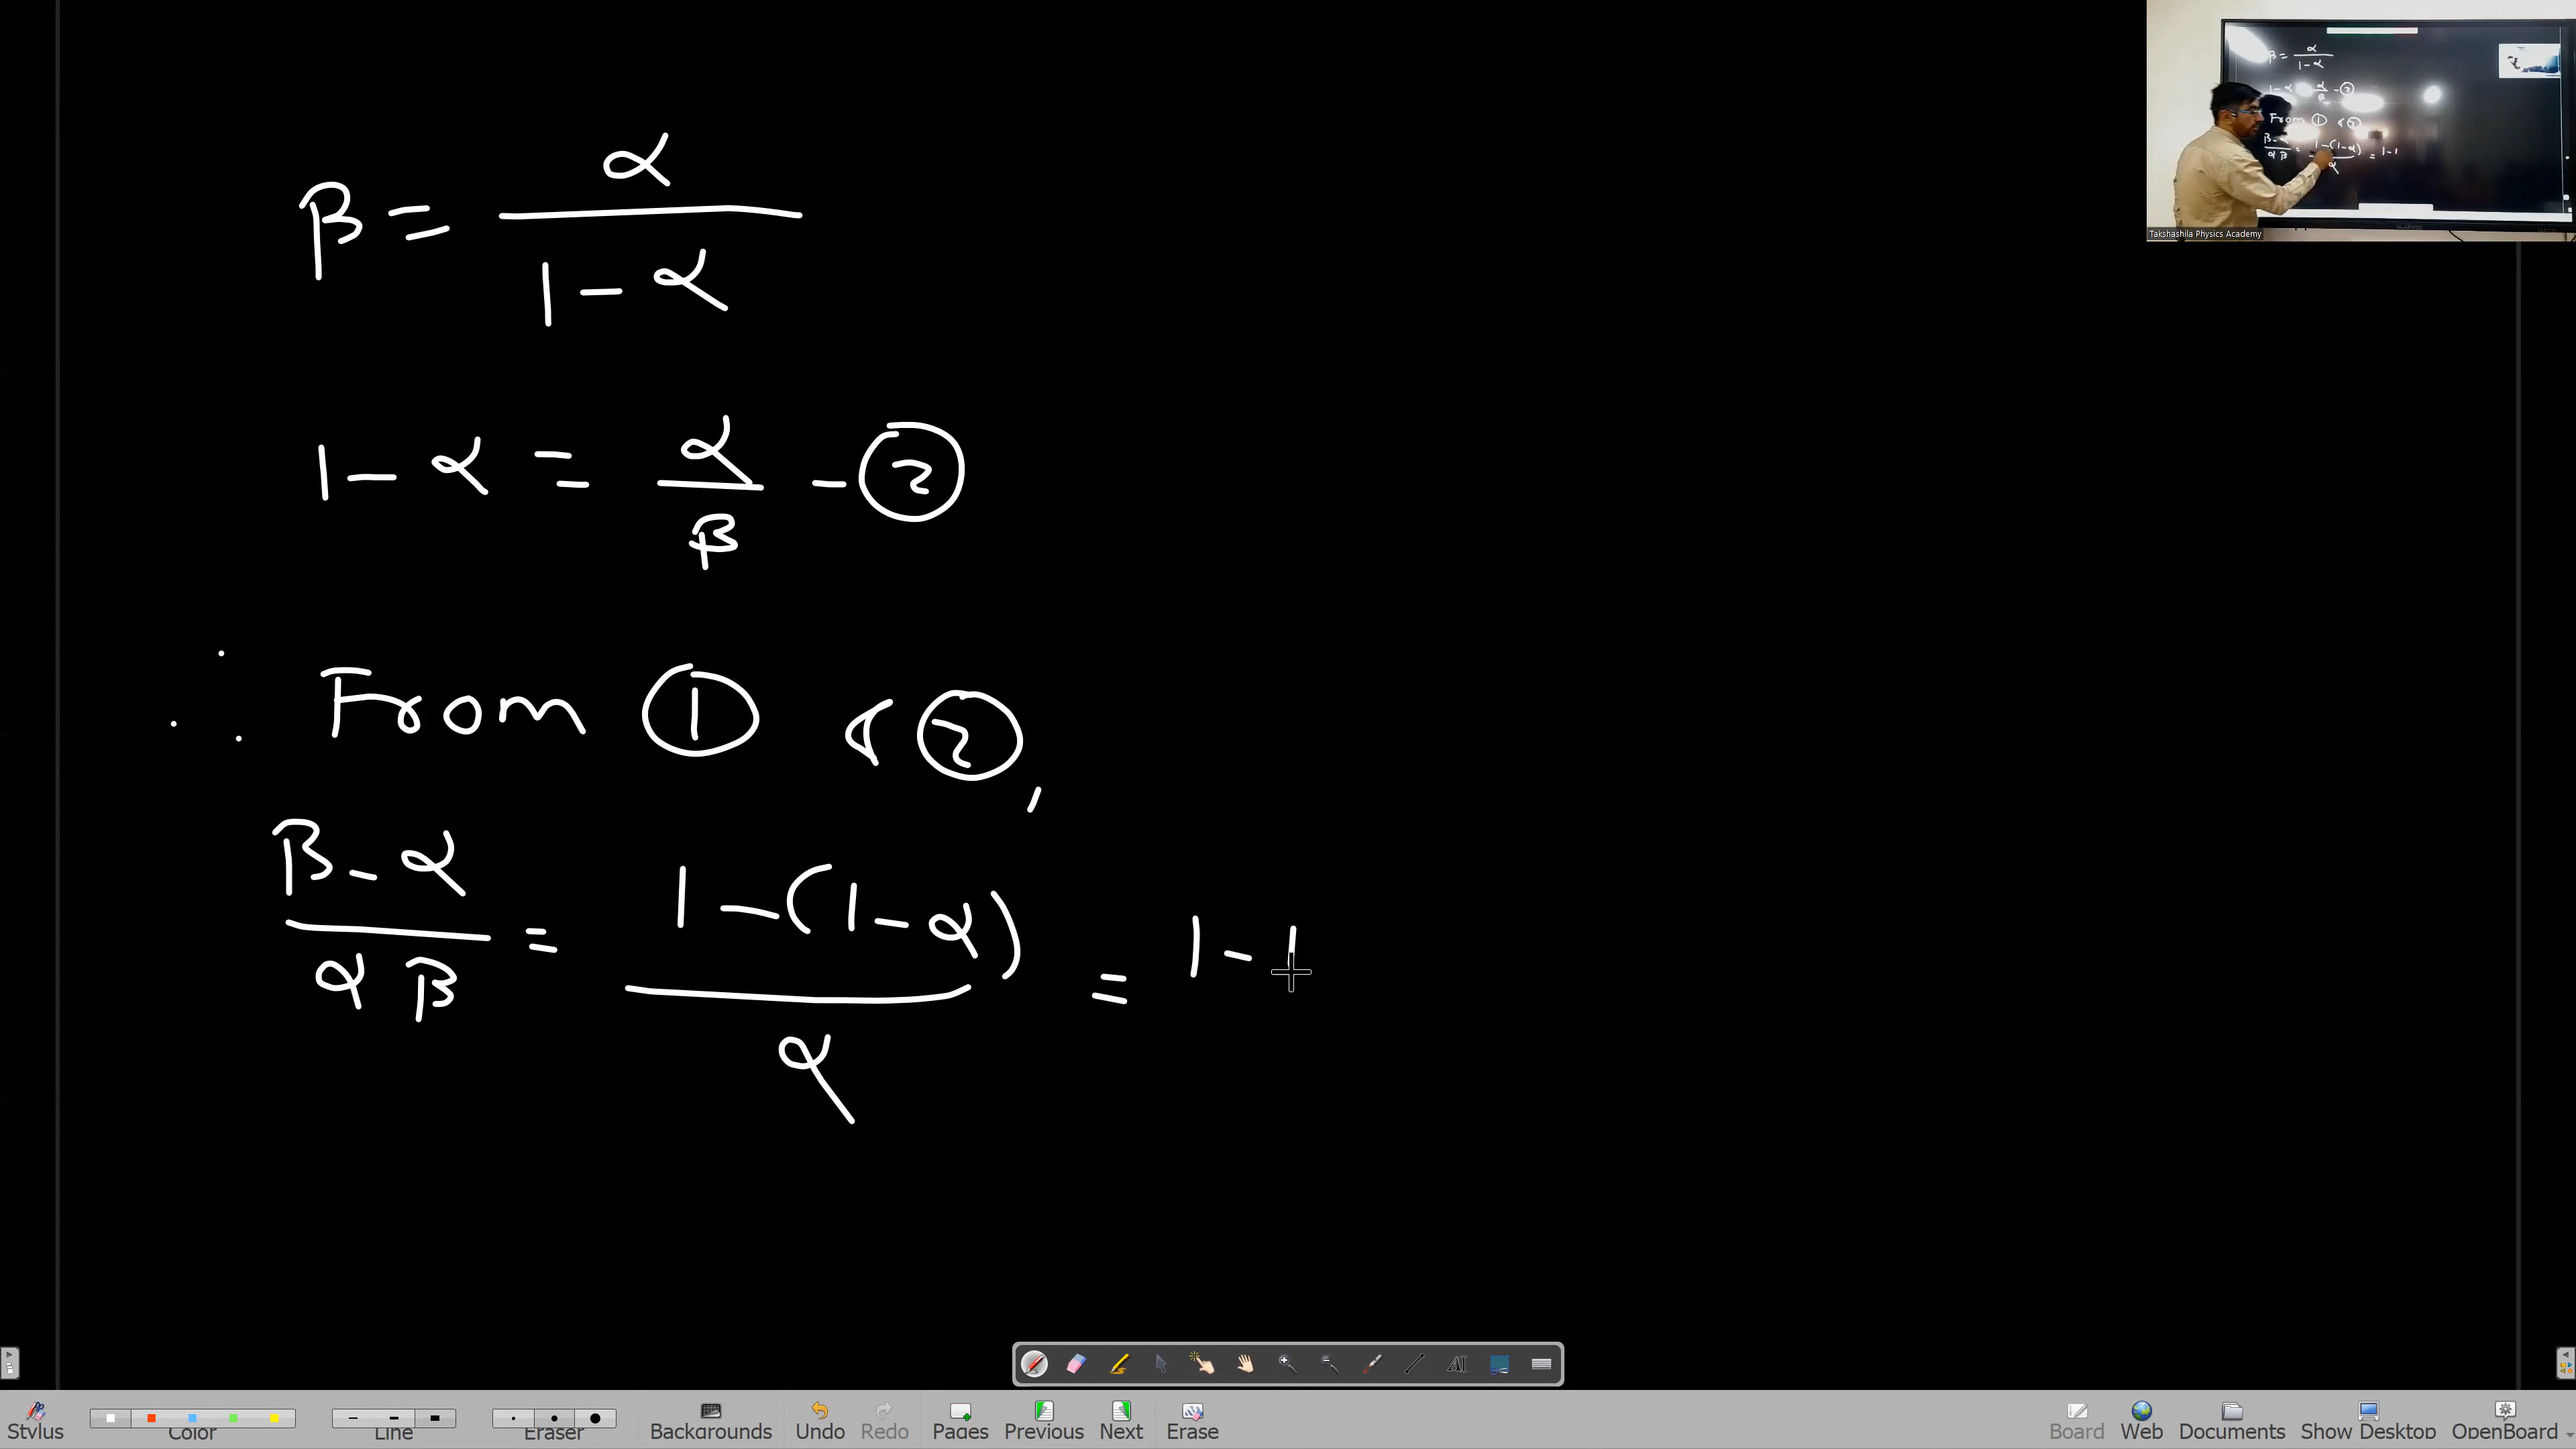 β = α / (1 - α)
1 - α = α / β - ②
∴ From ① & ②,
(β - α) / (α β) = (1 - (1 - α)) / α = 1 - 1
Takshashila Physics Academy
Stylus Color Line Eraser Backgrounds Undo Redo Pages Previous Next Erase Board Web Documents Show Desktop OpenBoard